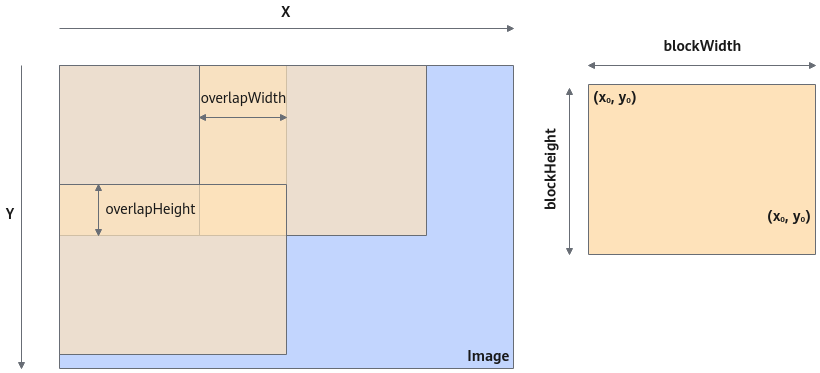 X
blockWidth
overlapWidth
(x₀, y₀)
blockHeight
overlapHeight
Y
(x₀, y₀)
Image